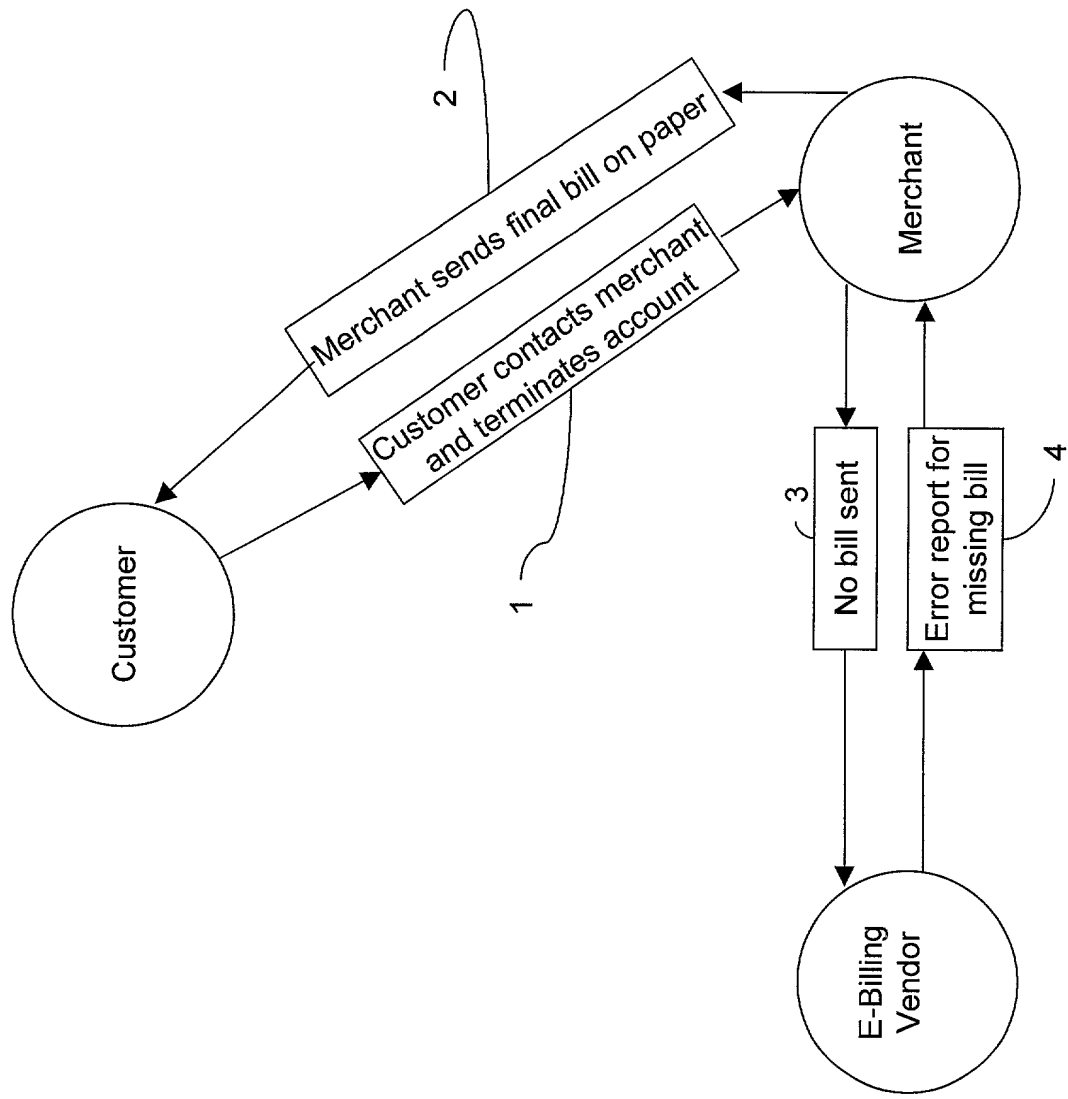 Customer
2
Merchant sends final bill on paper
Customer contacts merchant
and terminates account
1
Merchant
3
No bill sent
Error report for
missing bill
4
E-Billing
Vendor